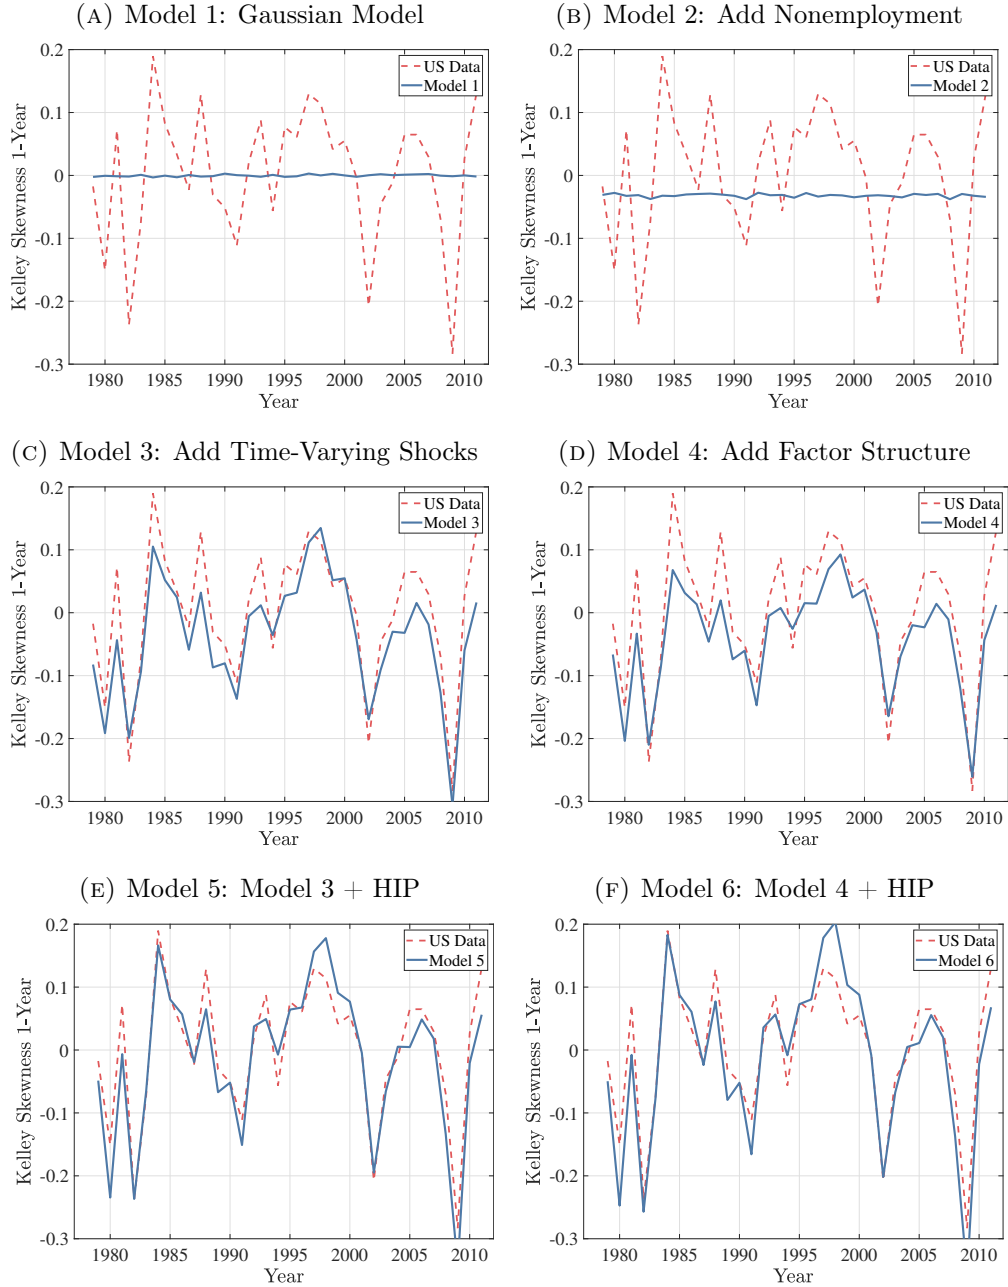 (A) Model 1: Gaussian Model
Kelley Skewness 1-Year
0.2
0.1
0
-0.1
-0.2
-0.3
US Data
Model 1
1980 1985 1990 1995 2000 2005 2010
Year
(B) Model 2: Add Nonemployment
Kelley Skewness 1-Year
0.2
0.1
0
-0.1
-0.2
-0.3
US Data
Model 2
1980 1985 1990 1995 2000 2005 2010
Year
(C) Model 3: Add Time-Varying Shocks
Kelley Skewness 1-Year
0.2
0.1
0
-0.1
-0.2
-0.3
US Data
Model 3
1980 1985 1990 1995 2000 2005 2010
Year
(D) Model 4: Add Factor Structure
Kelley Skewness 1-Year
0.2
0.1
0
-0.1
-0.2
-0.3
US Data
Model 4
1980 1985 1990 1995 2000 2005 2010
Year
(E) Model 5: Model 3 + HIP
Kelley Skewness 1-Year
0.2
0.1
0
-0.1
-0.2
-0.3
US Data
Model 5
1980 1985 1990 1995 2000 2005 2010
Year
(F) Model 6: Model 4 + HIP
Kelley Skewness 1-Year
0.2
0.1
0
-0.1
-0.2
-0.3
US Data
Model 6
1980 1985 1990 1995 2000 2005 2010
Year